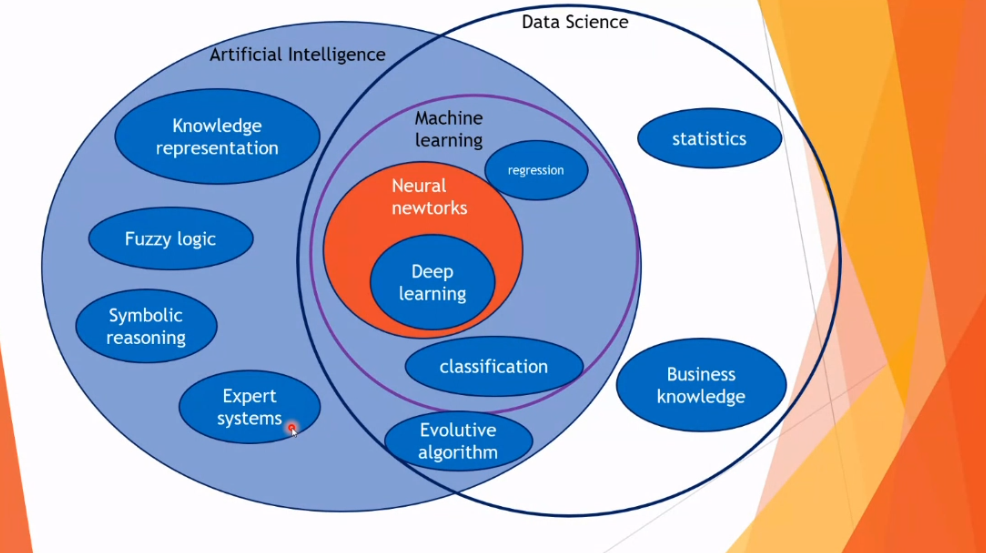 Data Science
Artificial Intelligence
Knowledge
representation
Machine
learning
statistics
regression
Neural
newtorks
Fuzzy logic
Deep
learning
Symbolic
reasoning
classification
Business
knowledge
Expert
systems
Evolutive
algorithm